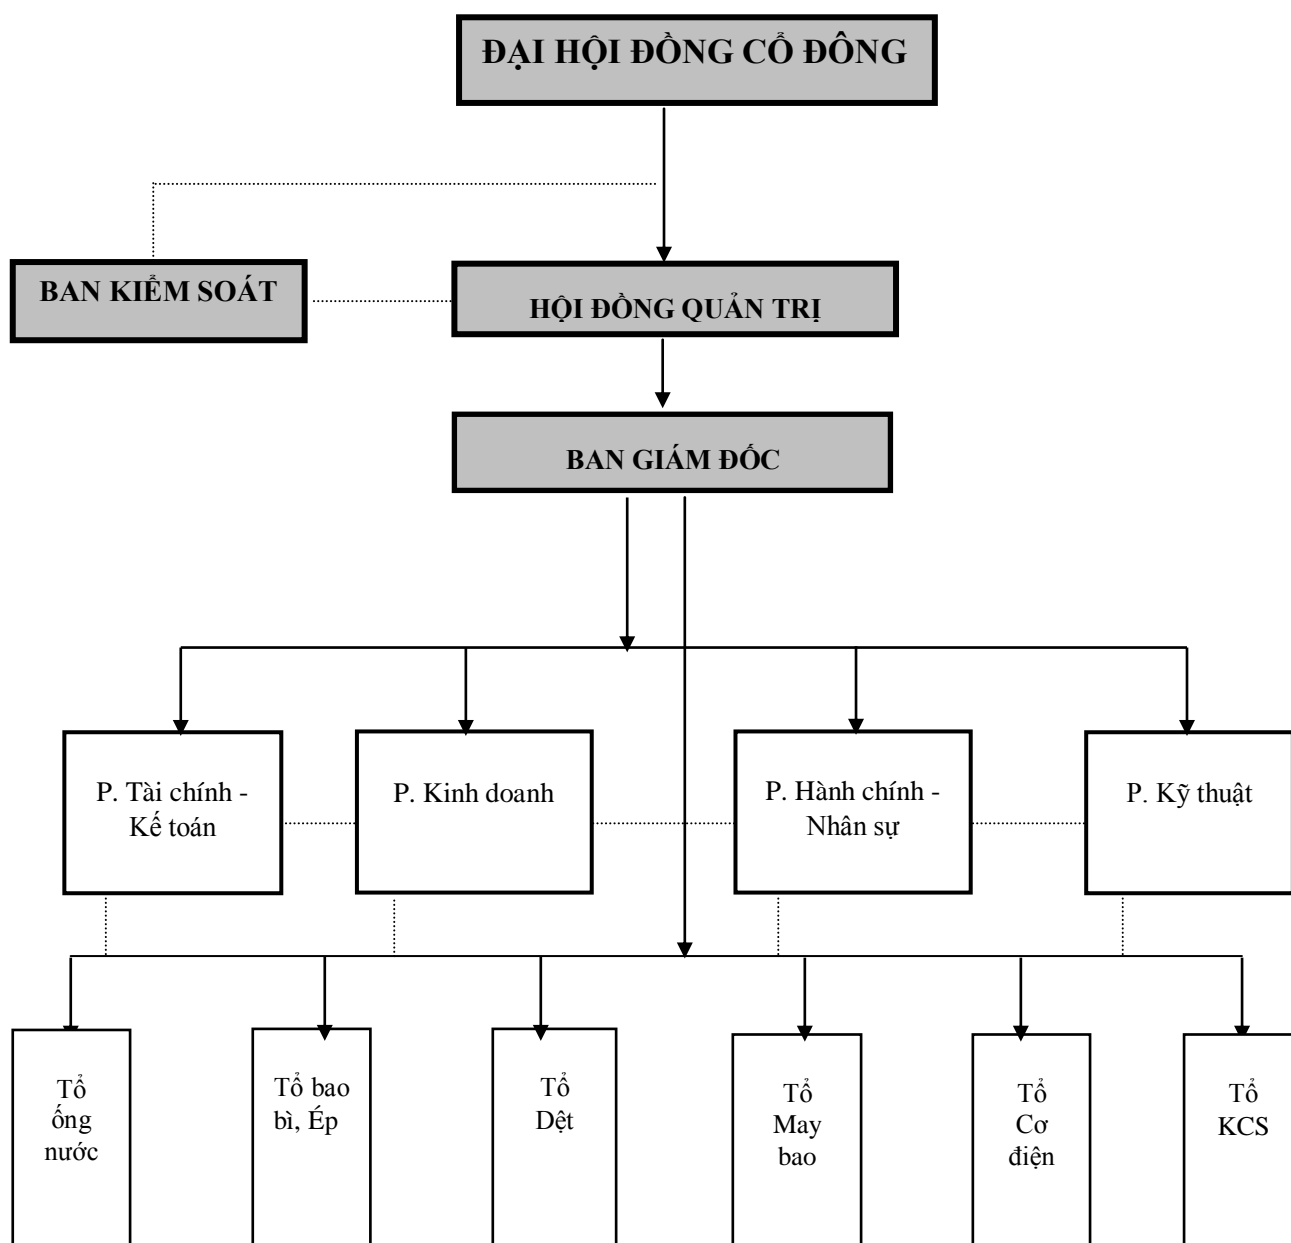 ĐẠI HỘI ĐỒNG CỔ ĐÔNG
BAN KIỂM SOÁT
HỘI ĐỒNG QUẢN TRỊ
BAN GIÁM ĐỐC
P. Tài chính -
Kế toán
P. Kinh doanh
P. Hành chính -
Nhân sự
P. Kỹ thuật
Tổ
ống
nước
Tổ bao
bì, Ép
Tổ
Dệt
Tổ
May
bao
Tổ
Cơ
điện
Tổ
KCS